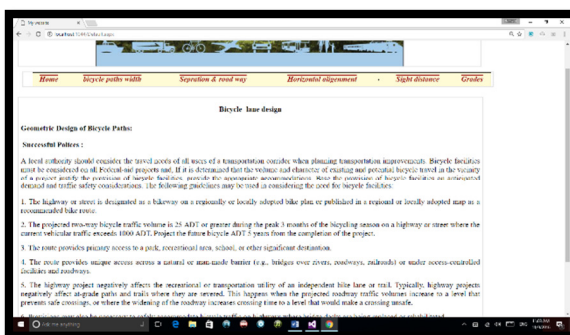 My website
localhost
Home bicycle paths width Sepration & road way Horizontal alignment Sight distance Grades
Bicycle lane design
Geometric Design of Bicycle Paths:
Successful Polices :
A local authority should consider the travel needs of all users of a transportation corridor when planning transportation improvements. Bicycle facilities
must be considered on all Federal-aid projects and, If it is determined that the volume and character of existing and potential bicycle travel in the vicinity
of a project justify the provision of bicycle facilities, provide the appropriate accommodations. Base the provision of bicycle facilities on anticipated
demand and traffic safety considerations. The following guidelines may be used in considering the need for bicycle facilities:
1. The highway or street is designated as a bikeway on a regionally or locally adopted bike plan or published in a regional or locally adopted map as a
recommended bike route.
2. The projected two-way bicycle traffic volume is 25 ADT or greater during the peak 3 months of the bicycling season on a highway or street where the
current vehicular traffic exceeds 1000 ADT. Project the future bicycle ADT 5 years from the completion of the project.
3. The route provides primary access to a park, recreational area, school, or other significant destination.
4. The route provides unique access across a natural or man-made barrier (e.g., bridges over rivers, roadways, railroads) or under access-controlled
facilities and roadways.
5. The highway project negatively affects the recreational or transportation utility of an independent bike lane or trail. Typically, highway projects
negatively affect at-grade paths and trails where they are severed. This happens when the projected roadway traffic volumes increase to a level that
prevents safe crossings, or where the widening of the roadway increases crossing time to a level that would make a crossing unsafe.
Ask me anything